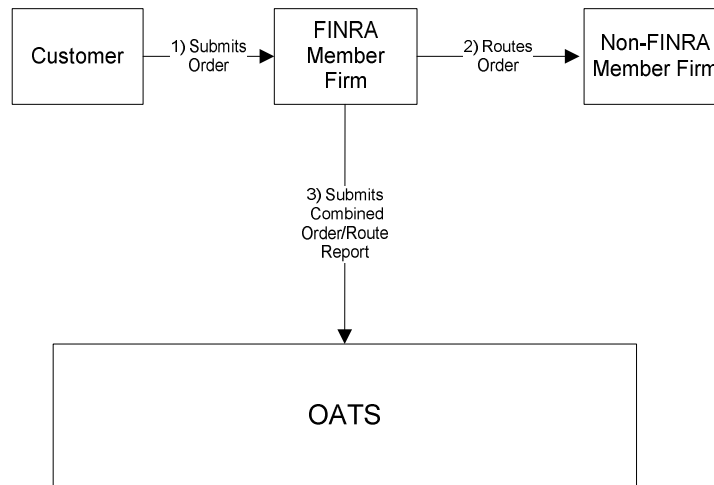 Customer
1) Submits
Order
FINRA
Member
Firm
2) Routes
Order
Non-FINRA
Member Firm
3) Submits
Combined
Order/Route
Report
OATS